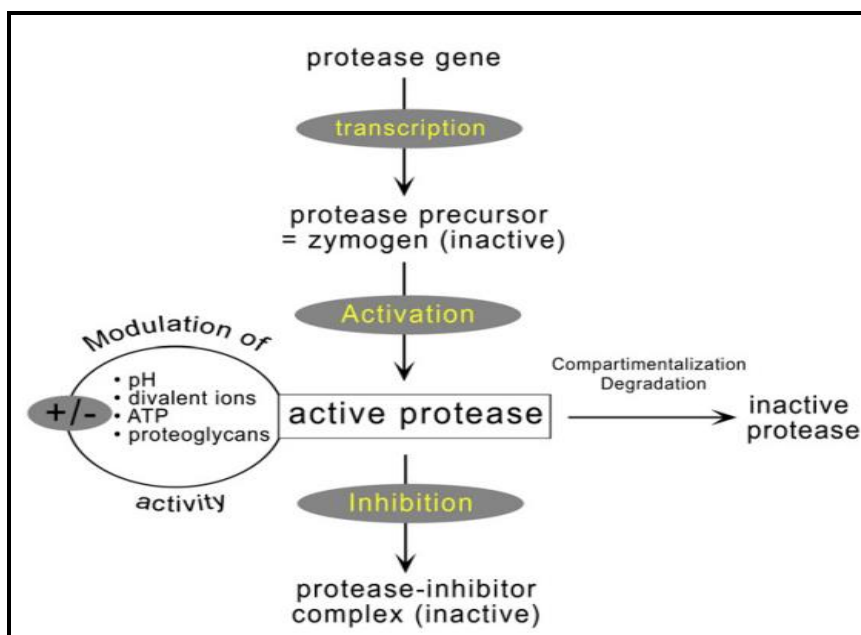 protease gene
transcription
protease precursor
= zymogen (inactive)
Activation
Modulation of
• pH
• divalent ions
• ATP
• proteoglycans
+/-
activity
active protease
Compartimentalization
Degradation
inactive
protease
Inhibition
protease-inhibitor
complex (inactive)